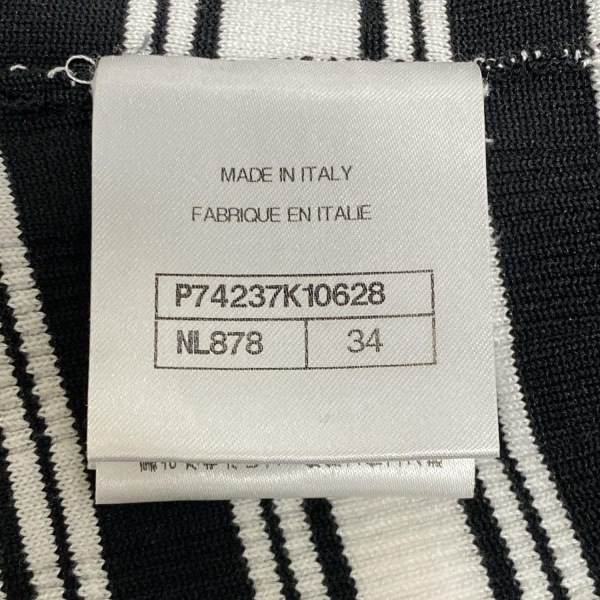 MADE IN ITALY
FABRIQUE EN ITALIE
P74237K10628
NL878 34